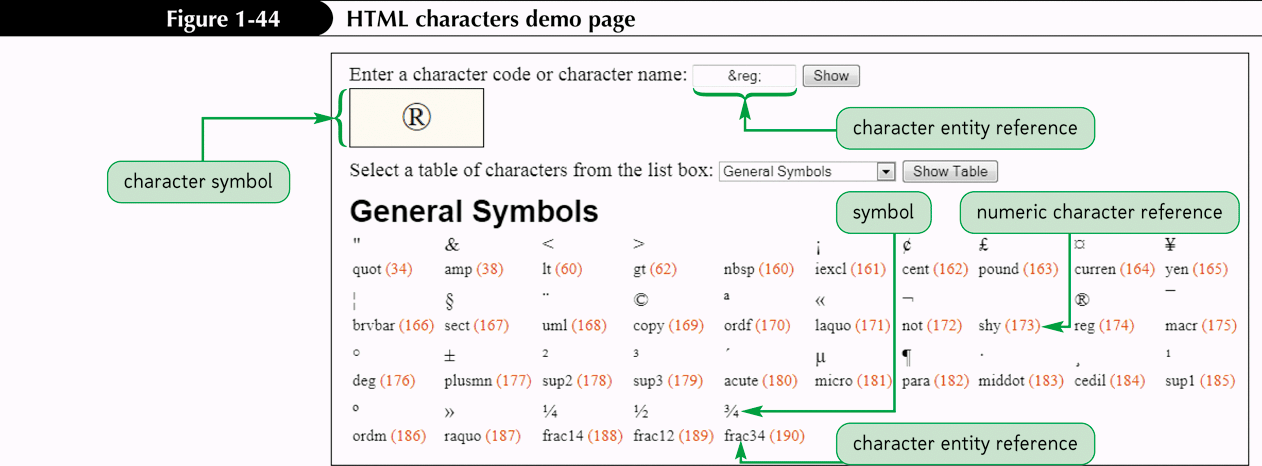 Figure 1-44 HTML characters demo page
Enter a character code or character name: &reg; Show
character entity reference
®
character symbol
Select a table of characters from the list box: General Symbols Show Table
symbol numeric character reference
General Symbols
" & < > ¡ ¢ £ ¤ ¥
quot (34) amp (38) lt (60) gt (62) nbsp (160) iexcl (161) cent (162) pound (163) curren (164) yen (165)
¦ § ¨ © ª « ¬ ® ¯
brvbar (166) sect (167) uml (168) copy (169) ordf (170) laquo (171) not (172) shy (173) reg (174) macr (175)
° ± ² ³ ´ µ ¶ · ¸ ¹
deg (176) plusmn (177) sup2 (178) sup3 (179) acute (180) micro (181) para (182) middot (183) cedil (184) sup1 (185)
º » ¼ ½ ¾
ordm (186) raquo (187) frac14 (188) frac12 (189) frac34 (190)
character entity reference